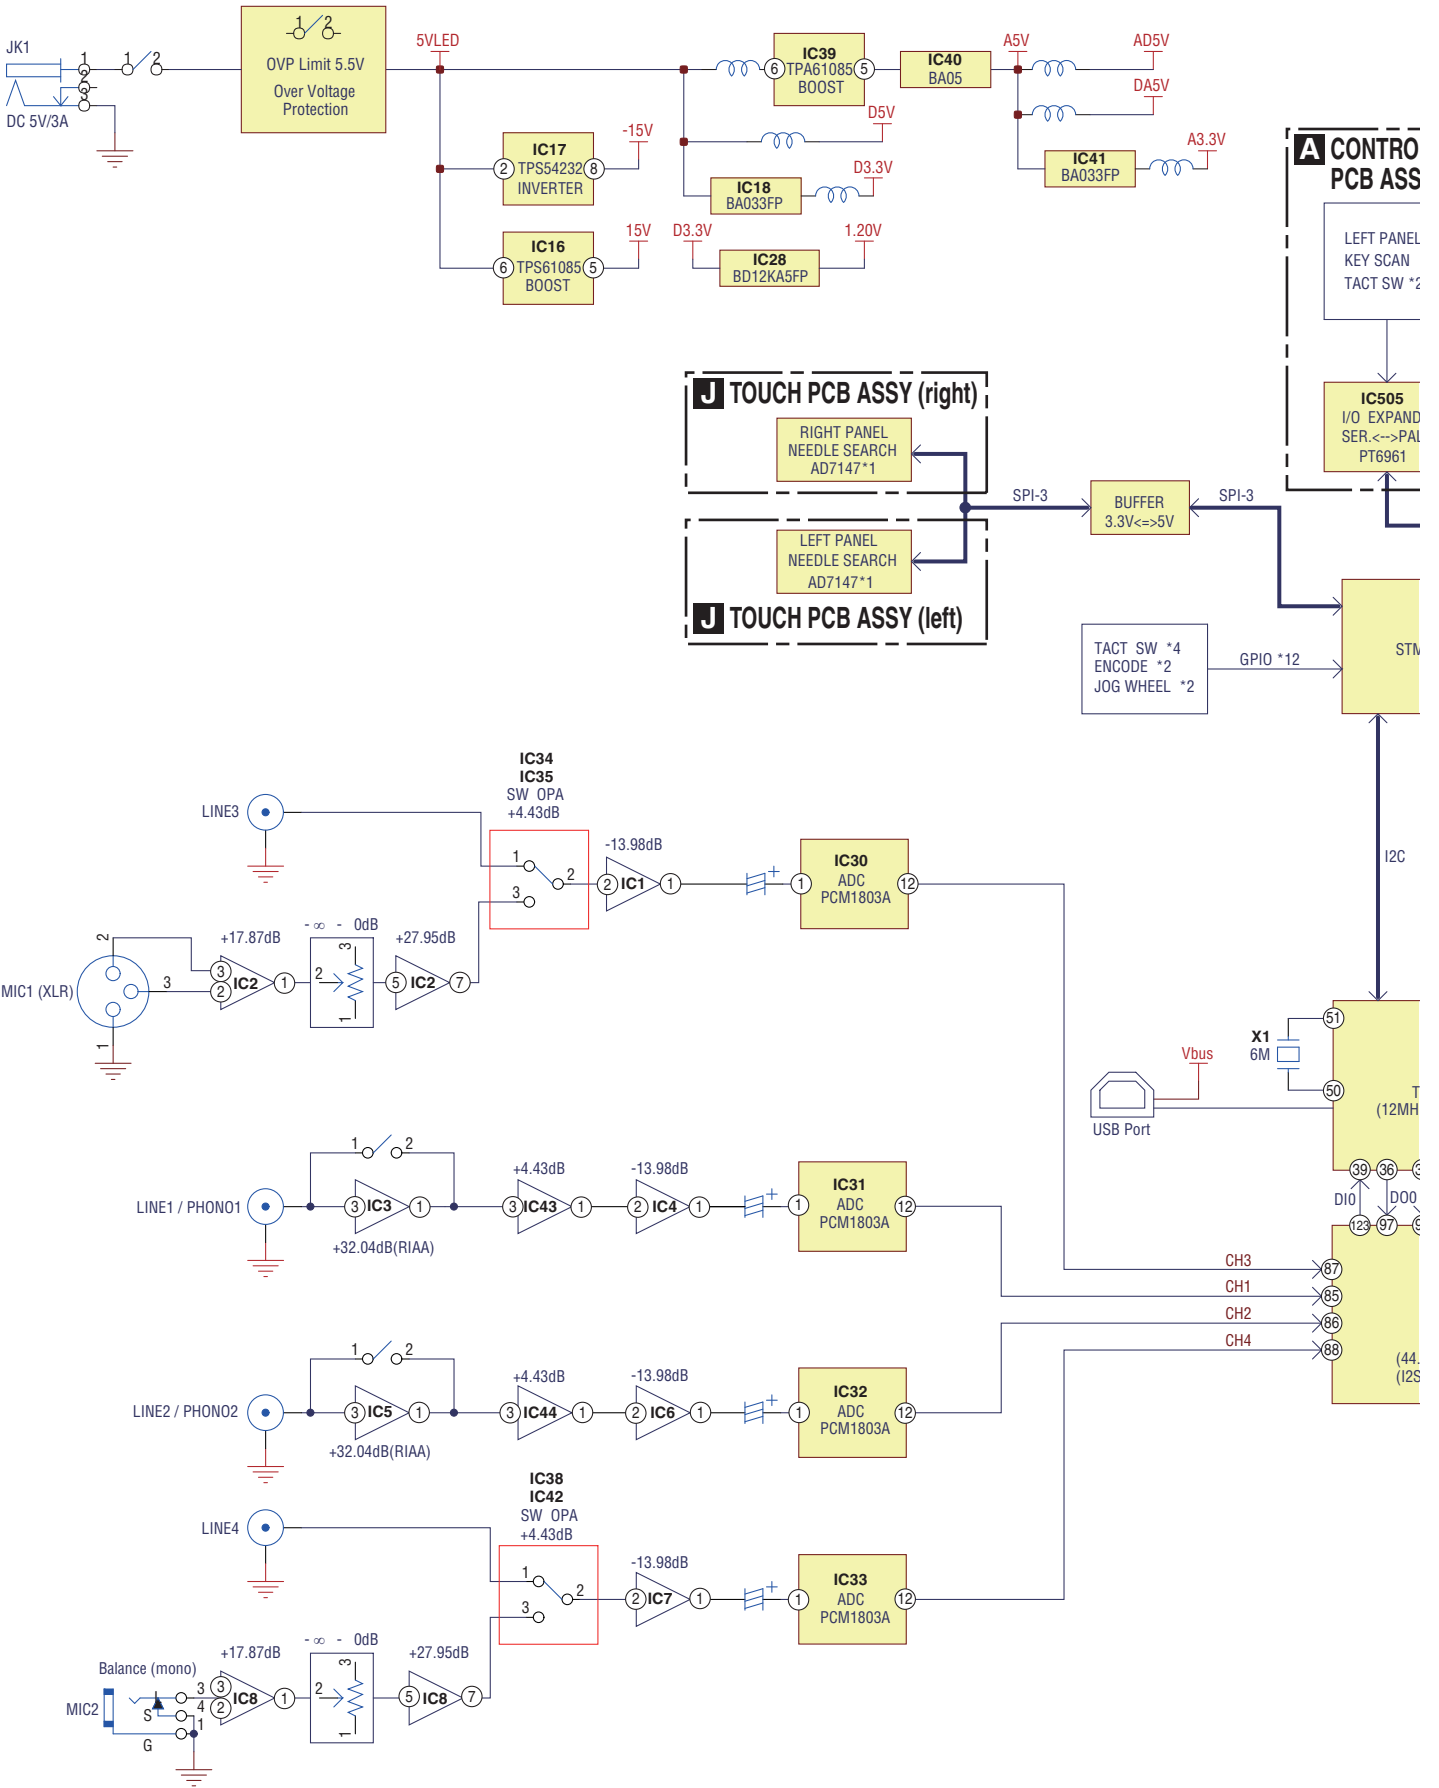 JK1
1
2
3
DC 5V/3A
1 2
1 2
OVP Limit 5.5V
Over Voltage
Protection
5VLED
IC17
2 TPS54232 8
INVERTER
-15V
IC16
6 TPS61085 5
BOOST
15V
IC39
6 TPA61085 5
BOOST
IC40
BA05
A5V
AD5V
DA5V
D5V
IC18
BA033FP
D3.3V
IC41
BA033FP
A3.3V
D3.3V
IC28
BD12KA5FP
1.20V
A CONTRO
PCB ASS
LEFT PANEL
KEY SCAN
TACT SW *2
IC505
I/O EXPAND
SER.<-->PAL
PT6961
J TOUCH PCB ASSY (right)
RIGHT PANEL
NEEDLE SEARCH
AD7147*1
SPI-3
BUFFER
3.3V<=>5V
SPI-3
LEFT PANEL
NEEDLE SEARCH
AD7147*1
J TOUCH PCB ASSY (left)
TACT SW *4
ENCODE *2
JOG WHEEL *2
GPIO *12
STM
I2C
LINE3
IC34
IC35
SW OPA
+4.43dB
1
2
3
-13.98dB
2 IC1 1
+
IC30
1 ADC 12
PCM1803A
MIC1 (XLR)
2
3
1
+17.87dB
3
2 IC2 1
- ∞ - 0dB
3
2
1
+27.95dB
5 IC2 7
X1
6M
51
50
Vbus
USB Port
T
(12MH
39 36 3
DI0 DO0
123 97 9
LINE1 / PHONO1
1 2
3 IC3 1
+32.04dB(RIAA)
+4.43dB
3 IC43 1
-13.98dB
2 IC4 1
+
IC31
1 ADC 12
PCM1803A
CH3 87
CH1 85
CH2 86
CH4 88
(44.
(I2S
LINE2 / PHONO2
1 2
3 IC5 1
+32.04dB(RIAA)
+4.43dB
3 IC44 1
-13.98dB
2 IC6 1
+
IC32
1 ADC 12
PCM1803A
LINE4
IC38
IC42
SW OPA
+4.43dB
1
2
3
-13.98dB
2 IC7 1
+
IC33
1 ADC 12
PCM1803A
Balance (mono)
MIC2
S
G
3
4
1
+17.87dB
3
2 IC8 1
- ∞ - 0dB
3
2
1
+27.95dB
5 IC8 7